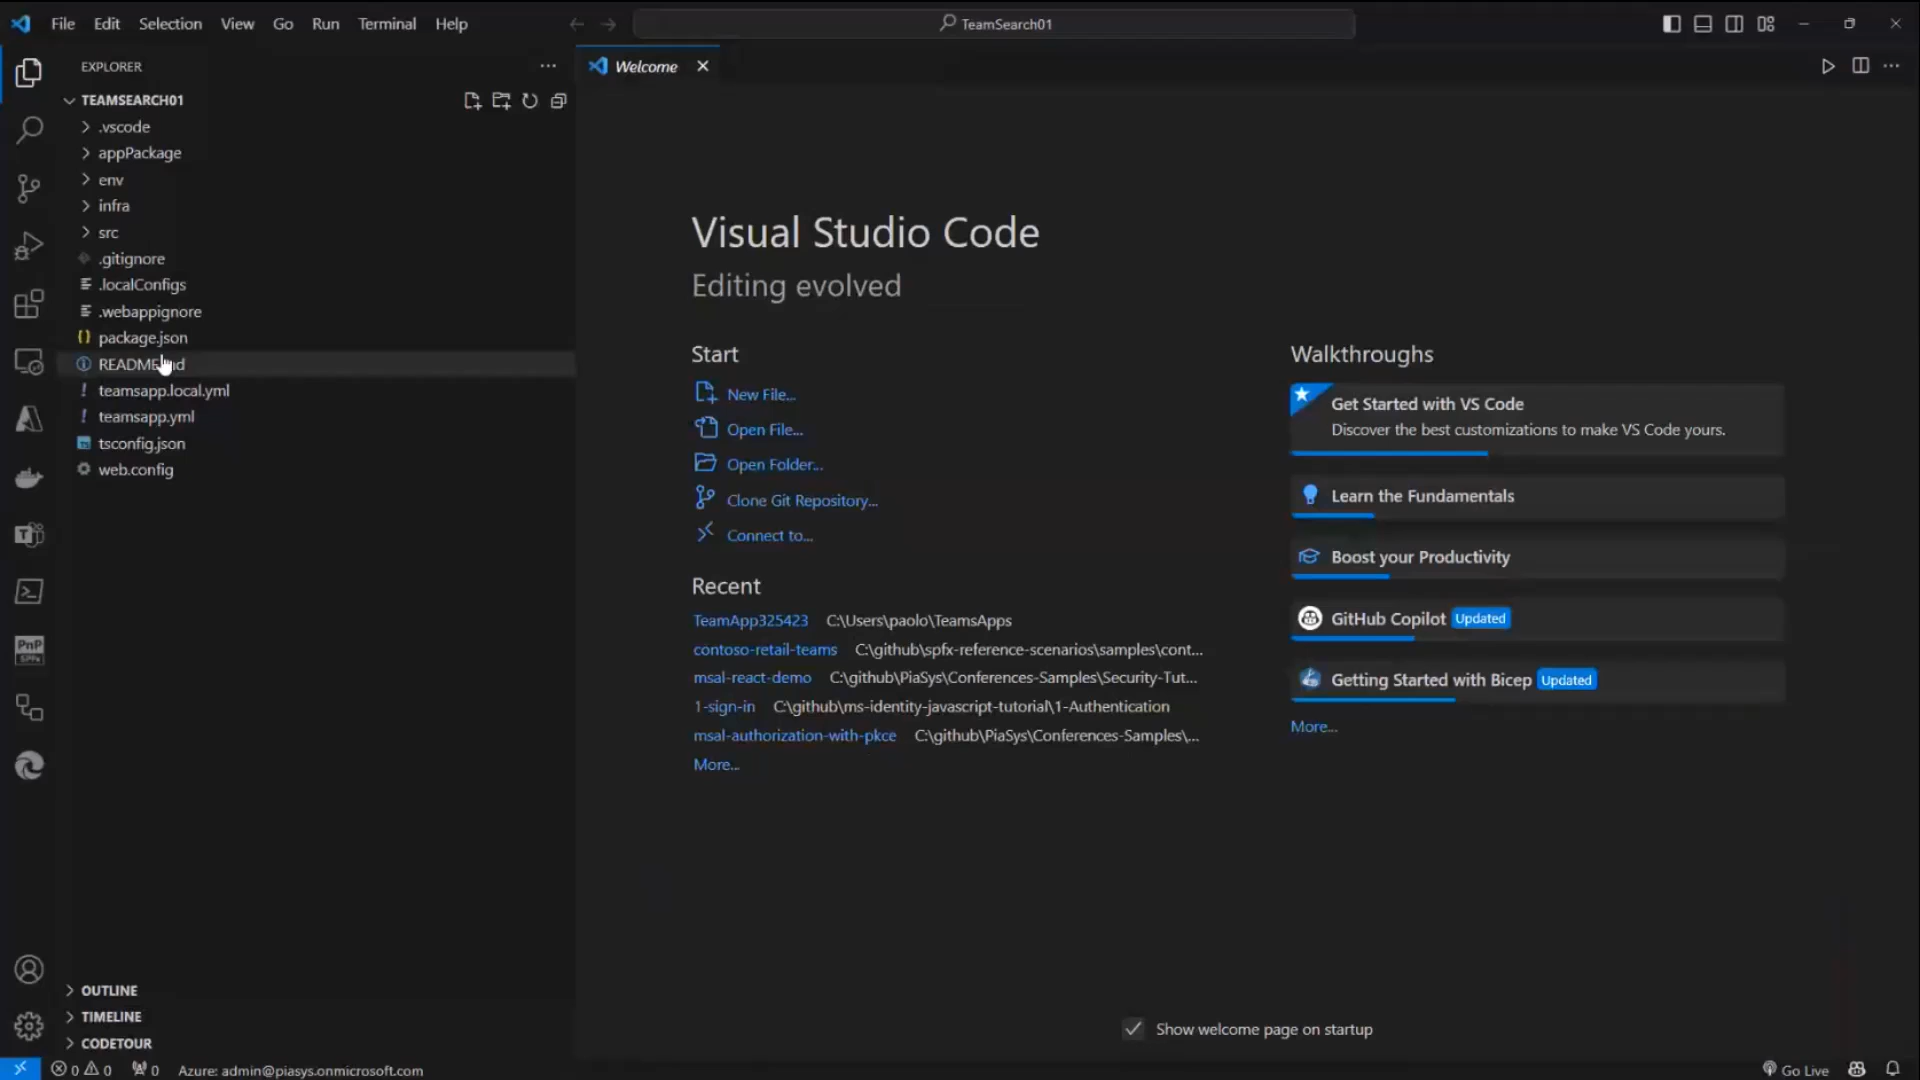 File Edit Selection View Go Run Terminal Help
TeamSearch01
EXPLORER
Welcome
TEAMSEARCH01
.vscode
appPackage
env
infra
src
.gitignore
.localConfigs
.webappignore
package.json
README.md
teamsapp.local.yml
teamsapp.yml
tsconfig.json
web.config
OUTLINE
TIMELINE
CODETOUR
Visual Studio Code
Editing evolved
Start
New File...
Open File...
Open Folder...
Clone Git Repository...
Connect to...
Recent
TeamApp325423 C:\Users\paolo\TeamsApps
contoso-retail-teams C:\github\spfx-reference-scenarios\samples\cont...
msal-react-demo C:\github\PiaSys\Conferences-Samples\Security-Tut...
1-sign-in C:\github\ms-identity-javascript-tutorial\1-Authentication
msal-authorization-with-pkce C:\github\PiaSys\Conferences-Samples\...
More...
Walkthroughs
Get Started with VS Code
Discover the best customizations to make VS Code yours.
Learn the Fundamentals
Boost your Productivity
GitHub Copilot Updated
Getting Started with Bicep Updated
More...
Show welcome page on startup
PnP
0 0 0 Azure: admin@piasys.onmicrosoft.com
Go Live